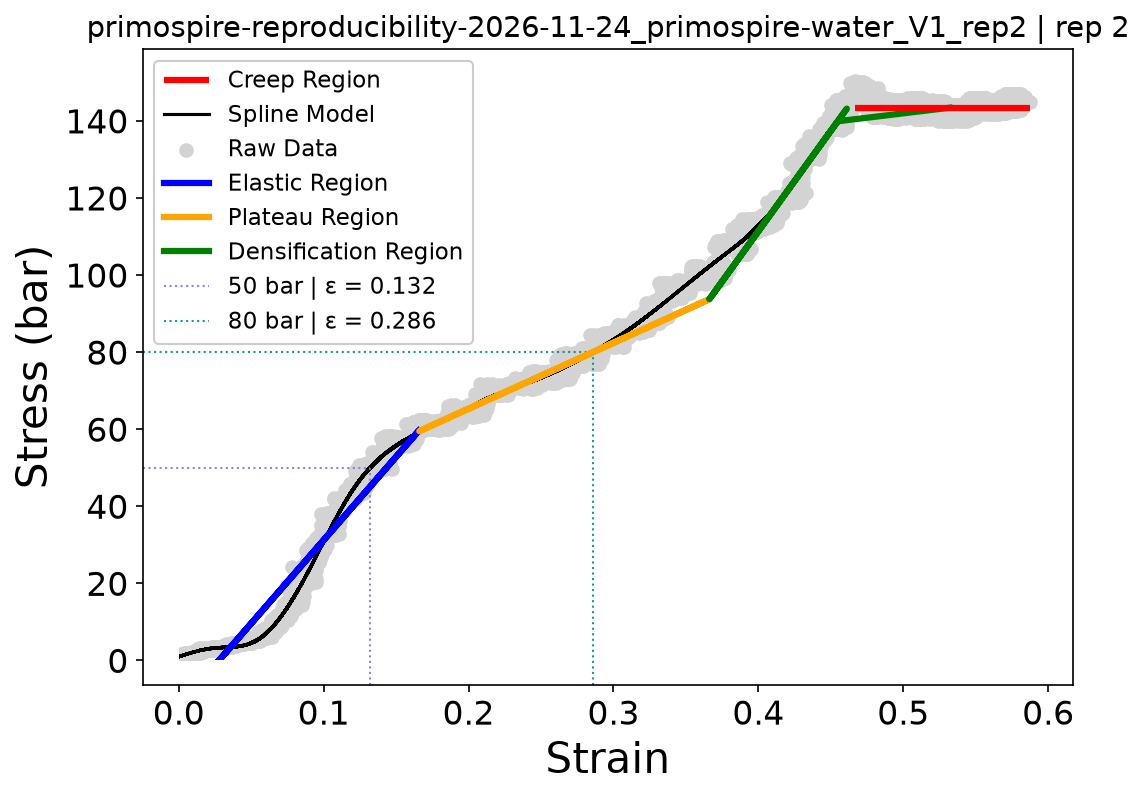 primospire-reproducibility-2026-11-24_primospire-water_V1_rep2 | rep 2
Creep Region
Spline Model
Raw Data
Elastic Region
Plateau Region
Densification Region
50 bar | ε = 0.132
80 bar | ε = 0.286
Stress (bar)
140
120
100
80
60
40
20
0
0.0 0.1 0.2 0.3 0.4 0.5 0.6
Strain